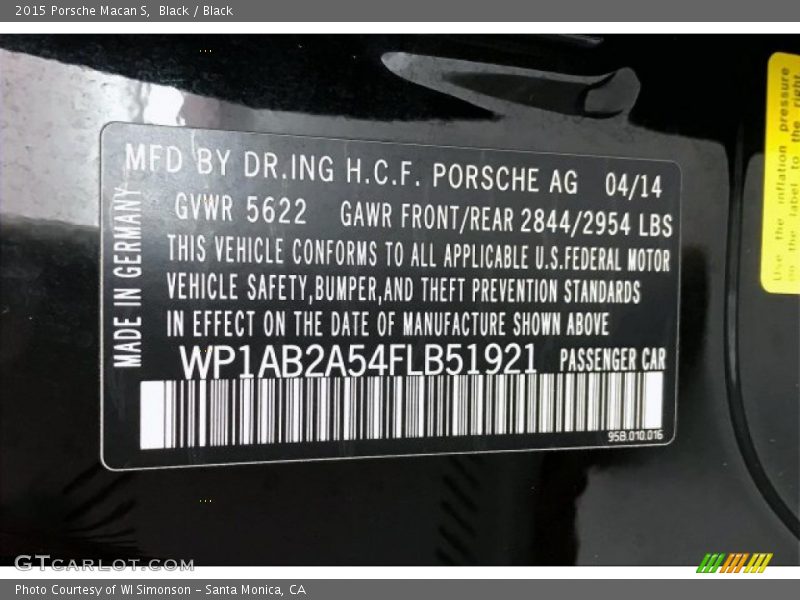 2015 Porsche Macan S, Black / Black
MFD BY DR.ING H.C.F. PORSCHE AG 04/14
GVWR 5622 GAWR FRONT/REAR 2844/2954 LBS
THIS VEHICLE CONFORMS TO ALL APPLICABLE U.S.FEDERAL MOTOR
VEHICLE SAFETY,BUMPER,AND THEFT PREVENTION STANDARDS
IN EFFECT ON THE DATE OF MANUFACTURE SHOWN ABOVE
WP1AB2A54FLB51921 PASSENGER CAR
95B.010.016
MADE IN GERMANY
Use the inflation pressure
on the label to the right
GTcarlot.com
Photo Courtesy of WI Simonson - Santa Monica, CA